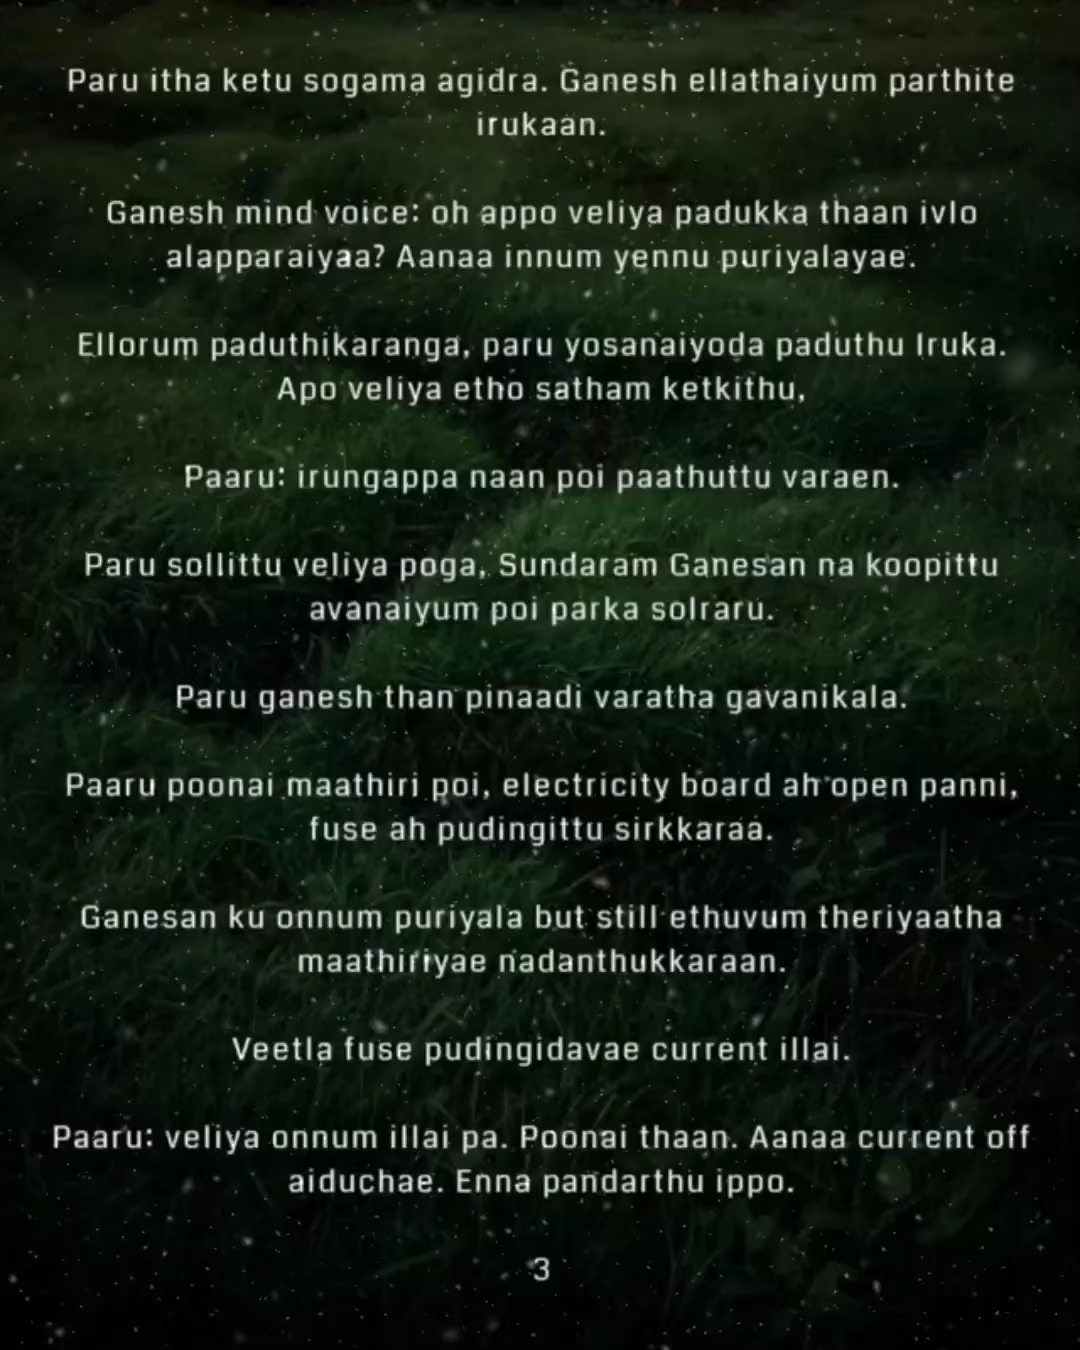 Paru itha ketu sogama agidra. Ganesh ellathaiyum parthite
irukaan.
Ganesh mind voice: oh appo veliya padukka thaan ivlo
alapparaiyaa? Aanaa innum yennu puriyalayae.
Ellorum paduthikaranga, paru yosanaiyoda paduthu Iruka.
Apo veliya etho satham ketkithu,
Paaru: irungappa naan poi paathuttu varaen.
Paru sollittu veliya poga, Sundaram Ganesan na koopittu
avanaiyum poi parka solraru.
Paru ganesh than pinaadi varatha gavanikala.
Paaru poonai maathiri poi, electricity board ah open panni,
fuse ah pudingittu sirkkaraa.
Ganesan ku onnum puriyala but still ethuvum theriyaatha
maathiriyae nadanthukkaraan.
Veetla fuse pudingidavae current illai.
Paaru: veliya onnum illai pa. Poonai thaan. Aanaa current off
aiduchae. Enna pandarthu ippo.
3